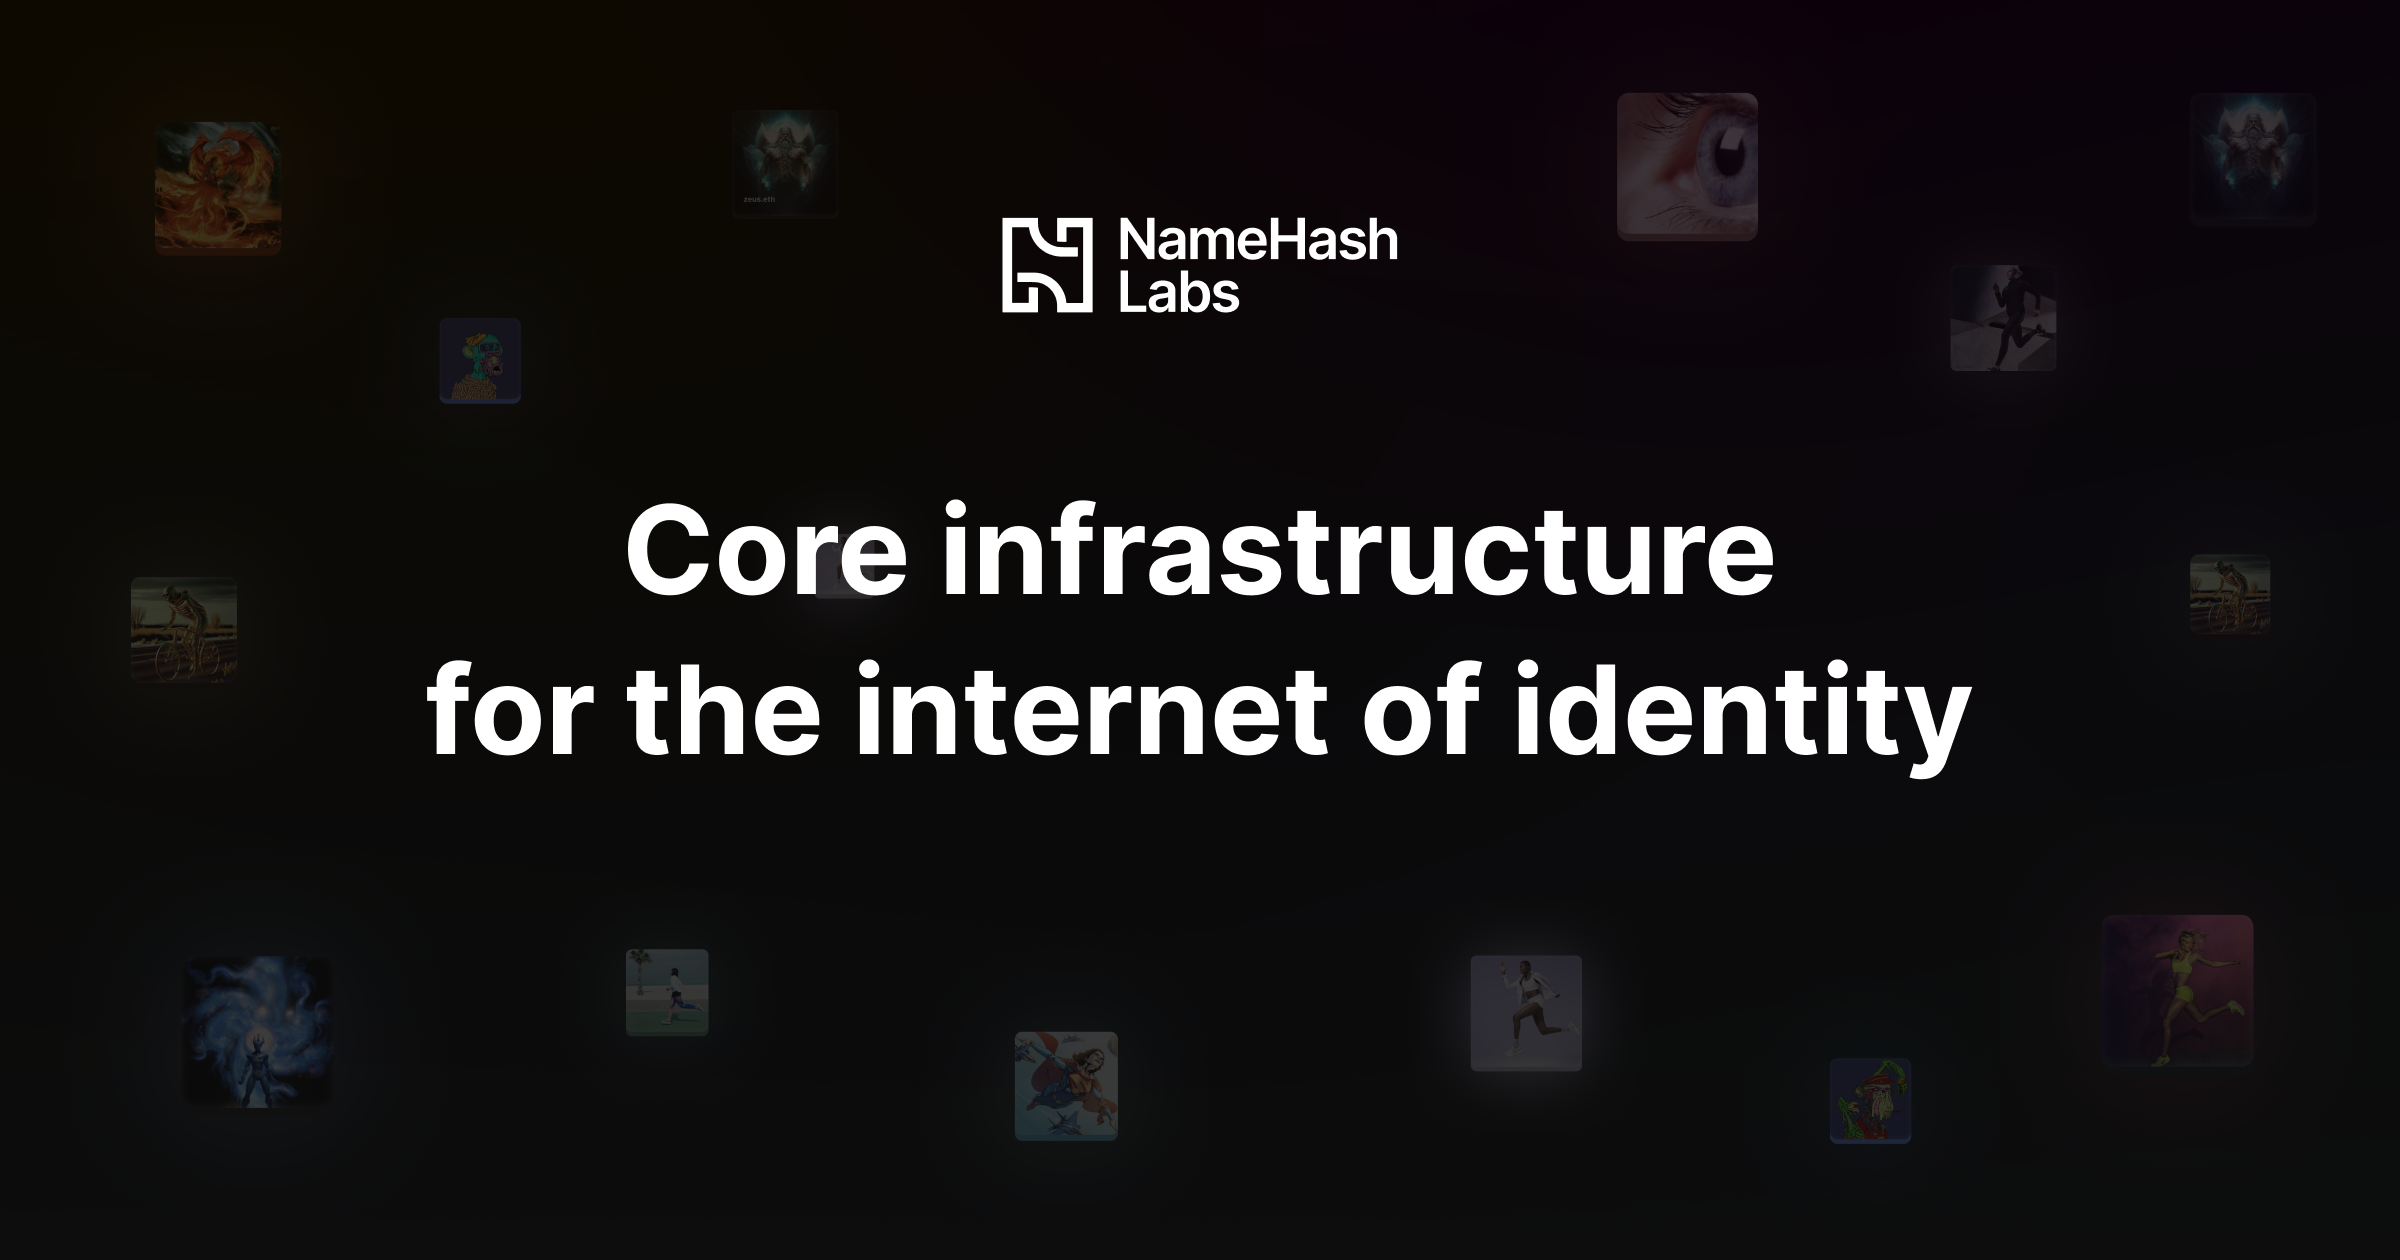 zeus.eth
NameHash
Labs
Core infrastructure
for the internet of identity